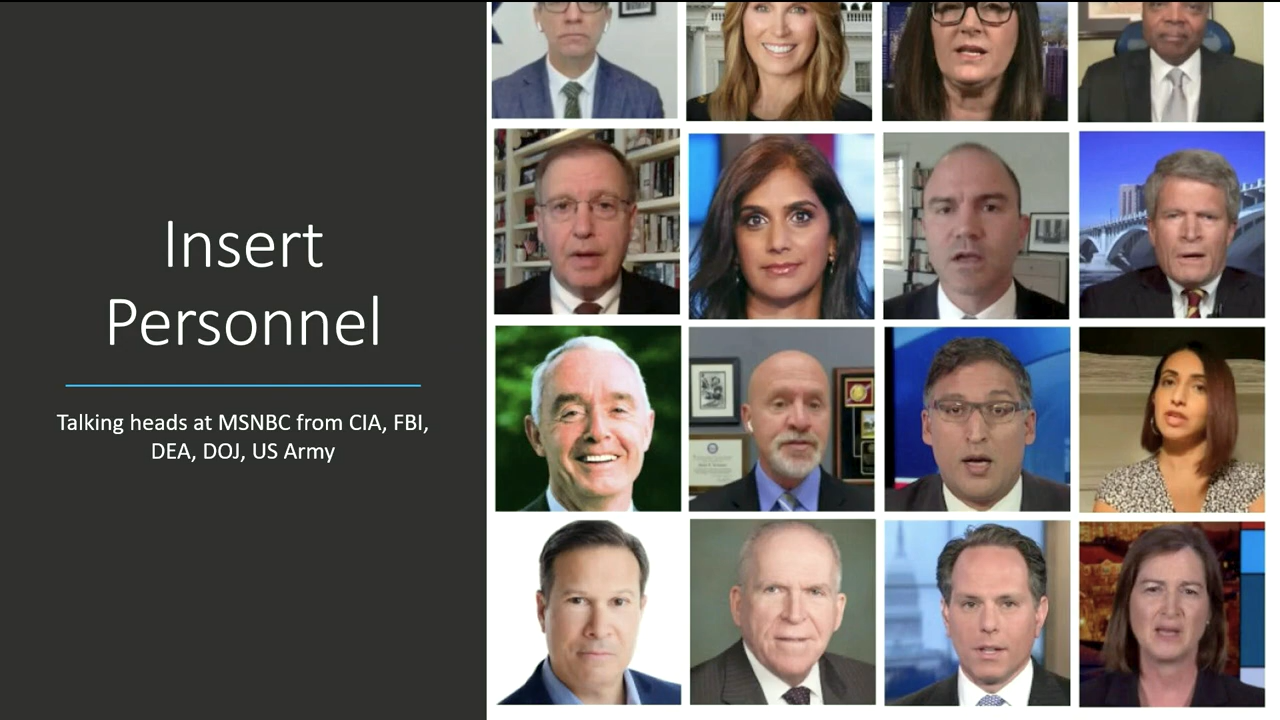 Insert
Personnel
Talking heads at MSNBC from CIA, FBI,
DEA, DOJ, US Army